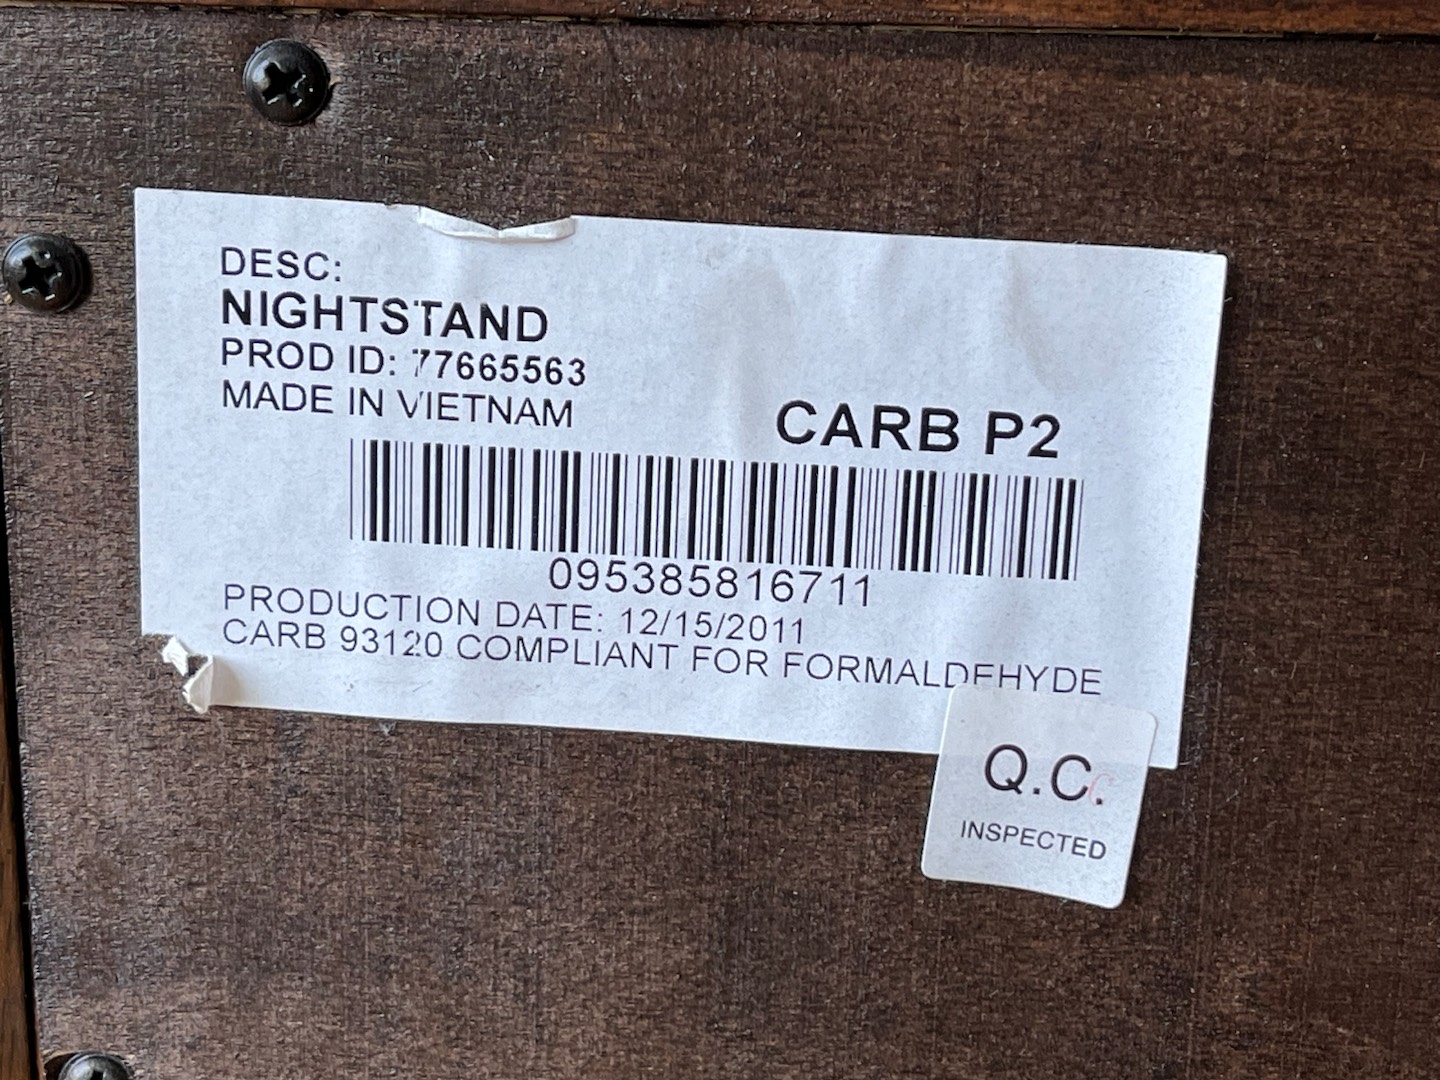 DESC:
NIGHTSTAND
PROD ID: 77665563
MADE IN VIETNAM
CARB P2
095385816711
PRODUCTION DATE: 12/15/2011
CARB 93120 COMPLIANT FOR FORMALDEHYDE
Q.C.
INSPECTED